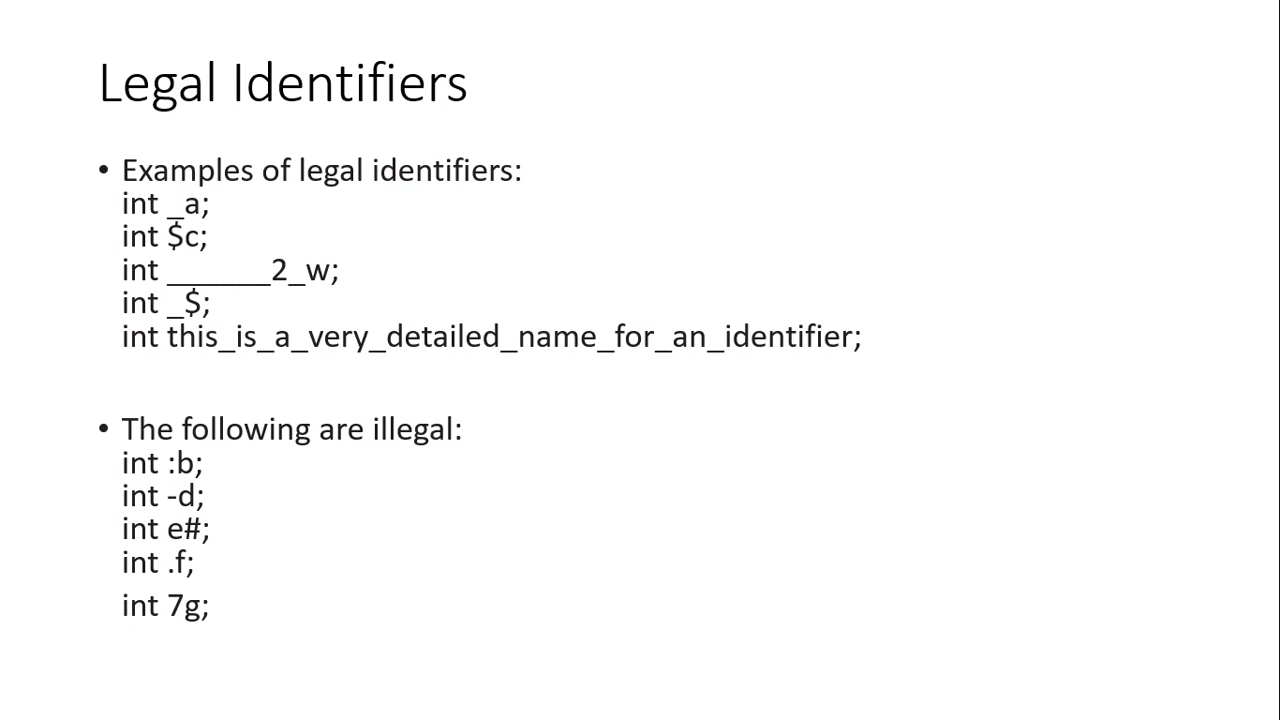 Legal Identifiers
• Examples of legal identifiers:
int _a;
int $c;
int ______2_w;
int _$;
int this_is_a_very_detailed_name_for_an_identifier;
• The following are illegal:
int :b;
int -d;
int e#;
int .f;
int 7g;